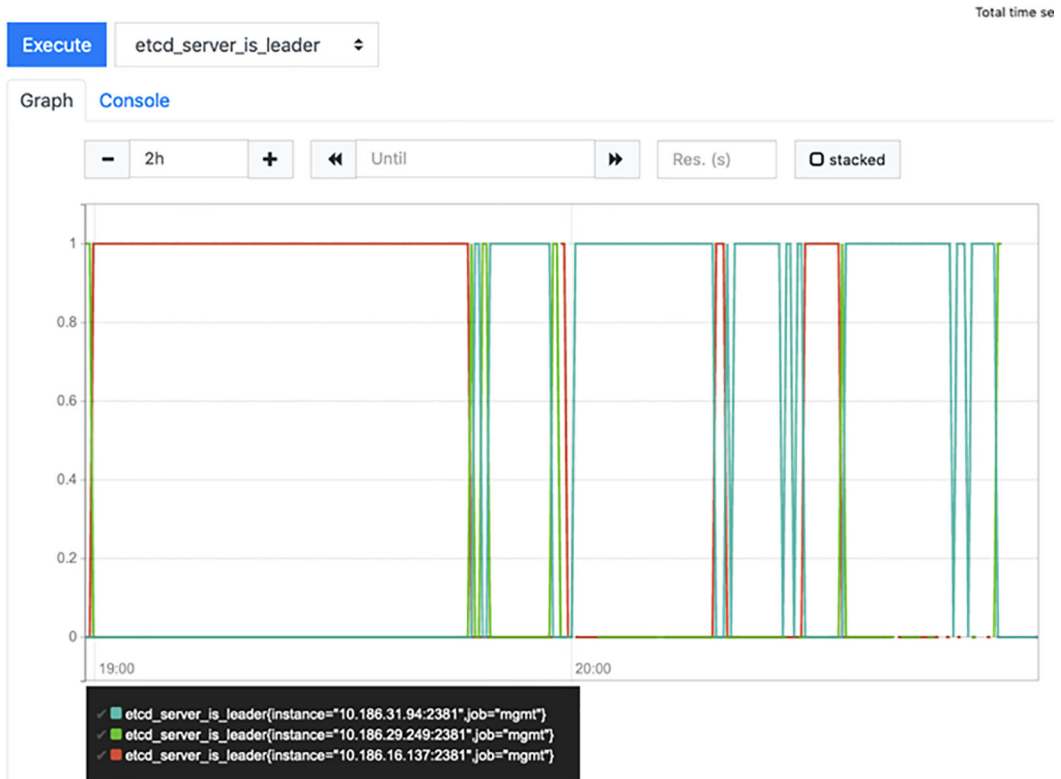 Total time se
Execute etcd_server_is_leader
Graph Console
2h Until Res. (s) stacked
1
0.8
0.6
0.4
0.2
0
19:00 20:00
etcd_server_is_leader{instance="10.186.31.94:2381",job="mgmt"}
etcd_server_is_leader{instance="10.186.29.249:2381",job="mgmt"}
etcd_server_is_leader{instance="10.186.16.137:2381",job="mgmt"}